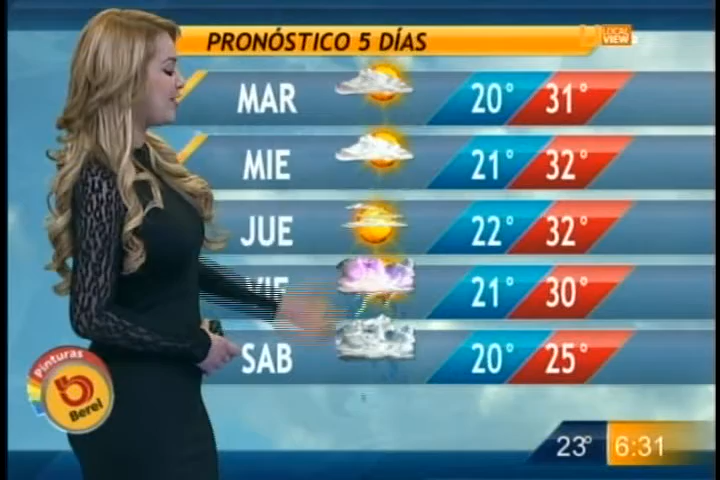 PRONÓSTICO 5 DÍAS
LOCAL
VIEW
MAR 20° 31°
MIE 21° 32°
JUE 22° 32°
VIE 21° 30°
SAB 20° 25°
Pinturas
Berel
23° 6:31